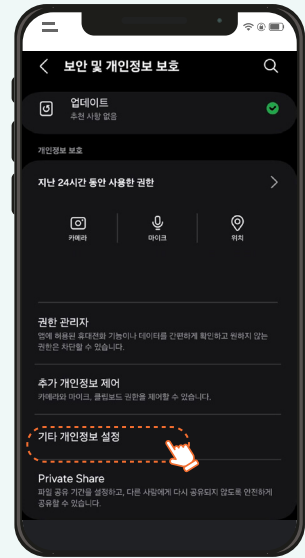 보안 및 개인정보 보호
업데이트
추천 사항 없음
개인정보 보호
지난 24시간 동안 사용한 권한
카메라
마이크
위치
권한 관리자
앱에 허용된 휴대전화 기능이나 데이터를 간편하게 확인하고 원하지 않는
권한은 차단할 수 있습니다.
추가 개인정보 제어
카메라와 마이크, 클립보드 권한을 제어할 수 있습니다.
기타 개인정보 설정
Private Share
파일 공유 기간을 설정하고, 다른 사람에게 다시 공유되지 않도록 안전하게
공유할 수 있습니다.